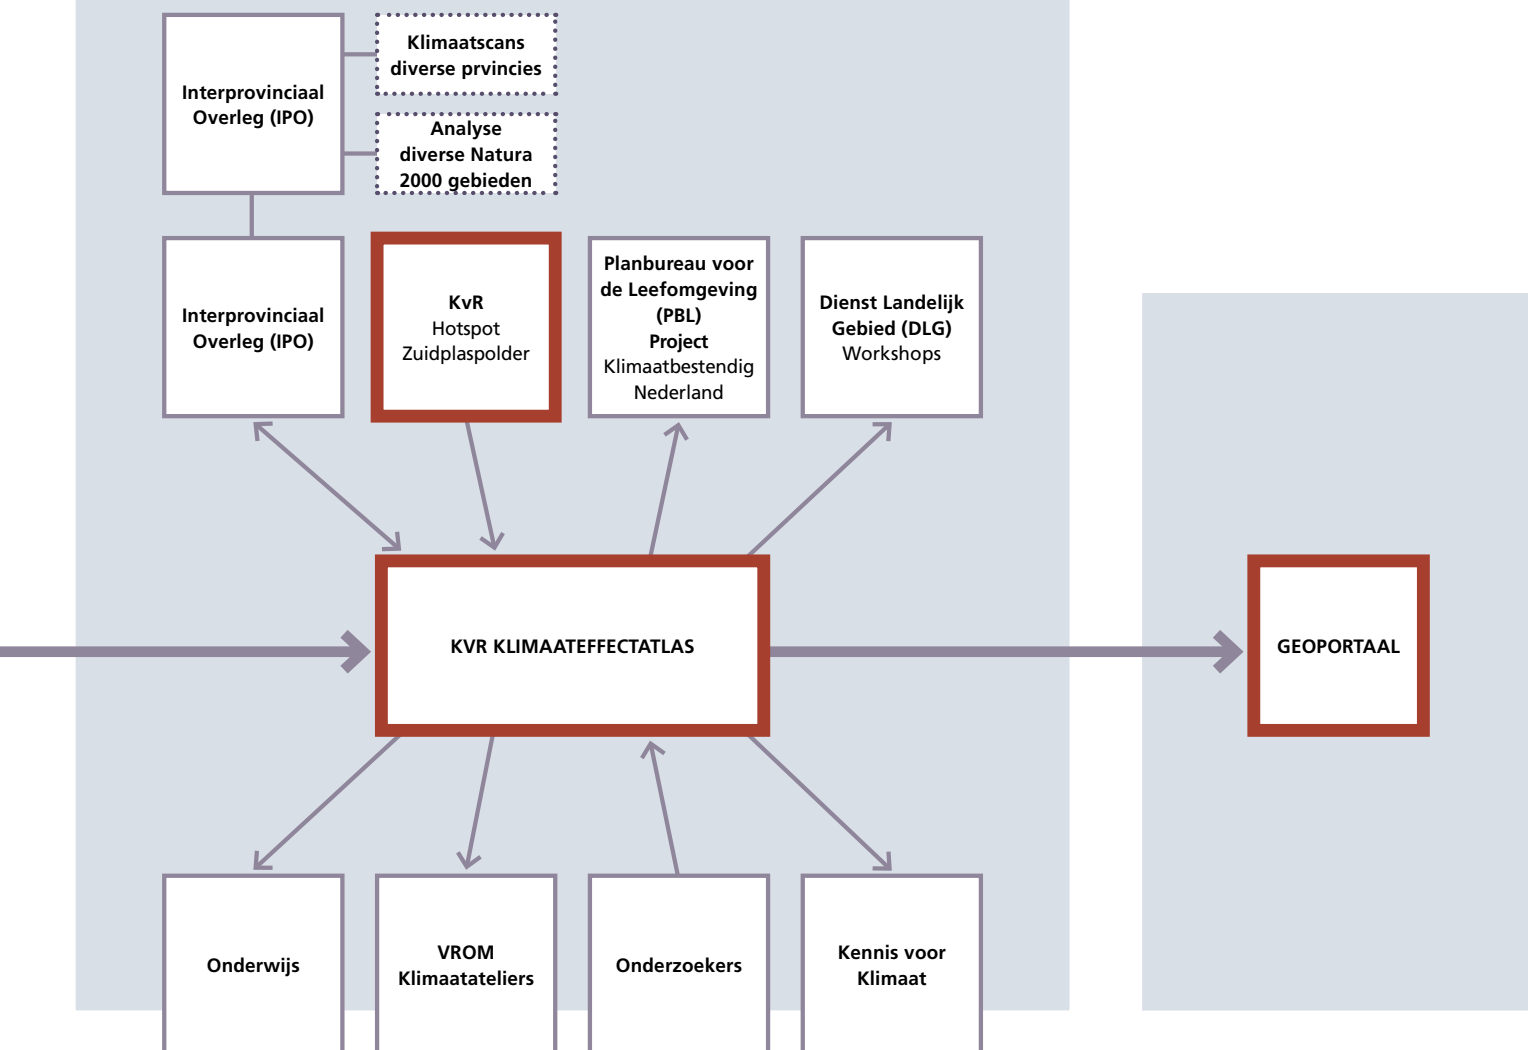 Klimaatscans
diverse prvincies
Interprovinciaal
Overleg (IPO)
Analyse
diverse Natura
2000 gebieden
Interprovinciaal
Overleg (IPO)
KvR
Hotspot
Zuidplaspolder
Planbureau voor
de Leefomgeving
(PBL)
Project
Klimaatbestendig
Nederland
Dienst Landelijk
Gebied (DLG)
Workshops
KVR KLIMAATEFFECTATLAS
GEOPORTAAL
Onderwijs
VROM
Klimaatateliers
Onderzoekers
Kennis voor
Klimaat